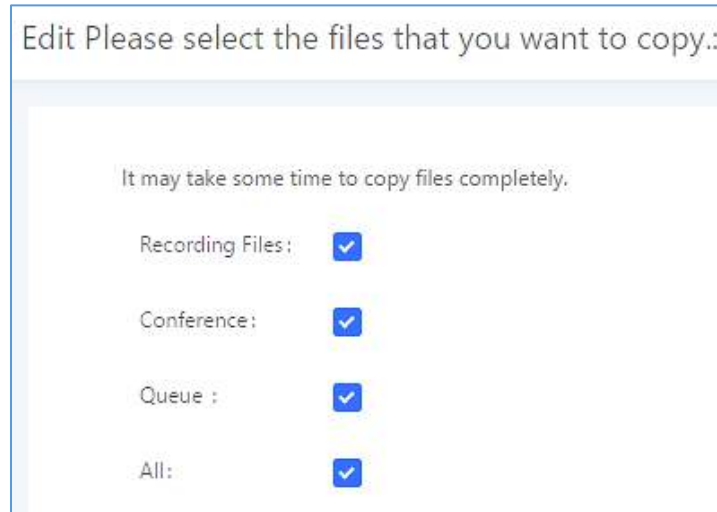 Edit Please select the files that you want to copy.:
It may take some time to copy files completely.
Recording Files:
Conference:
Queue :
All: